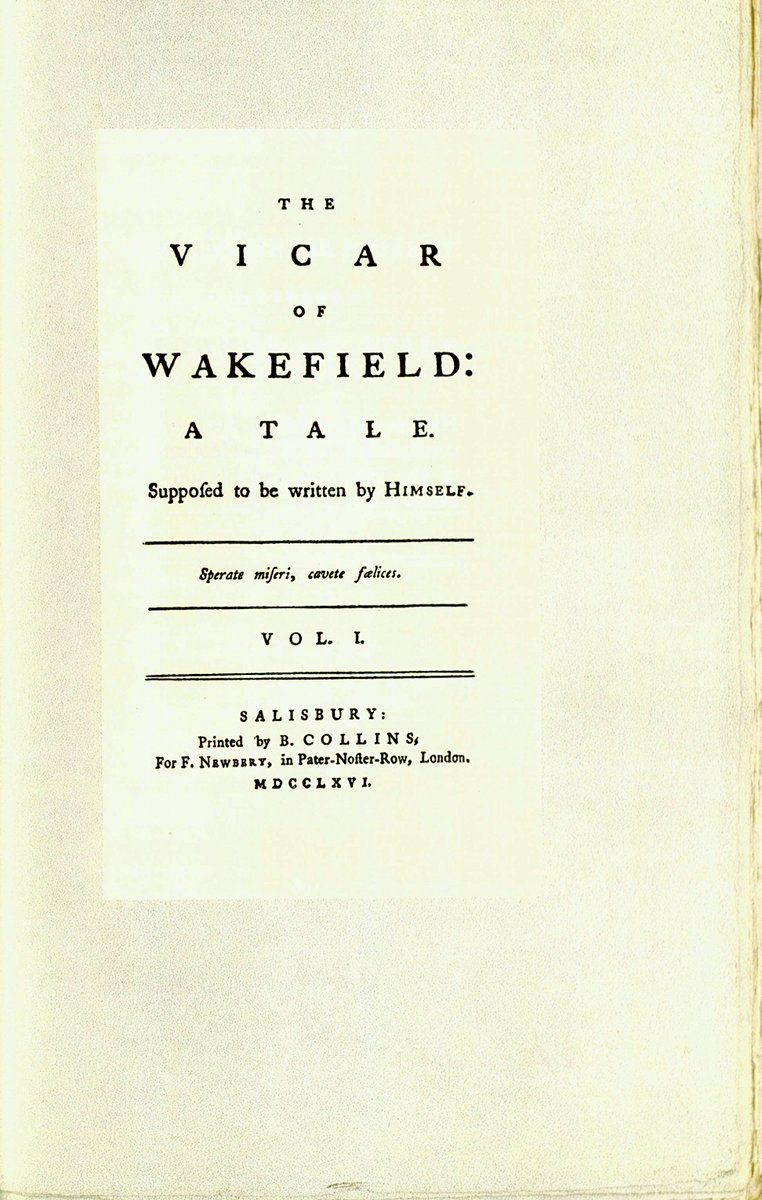 THE
VICAR
OF
WAKEFIELD:
A TALE.
Suppoſed to be written by HIMSELF.
Sperate miſeri, cavete fælices.
VOL. I.
SALISBURY:
Printed by B. COLLINS,
For F. NEWBERY, in Pater-Noſter-Row, London.
MDCCLXVI.